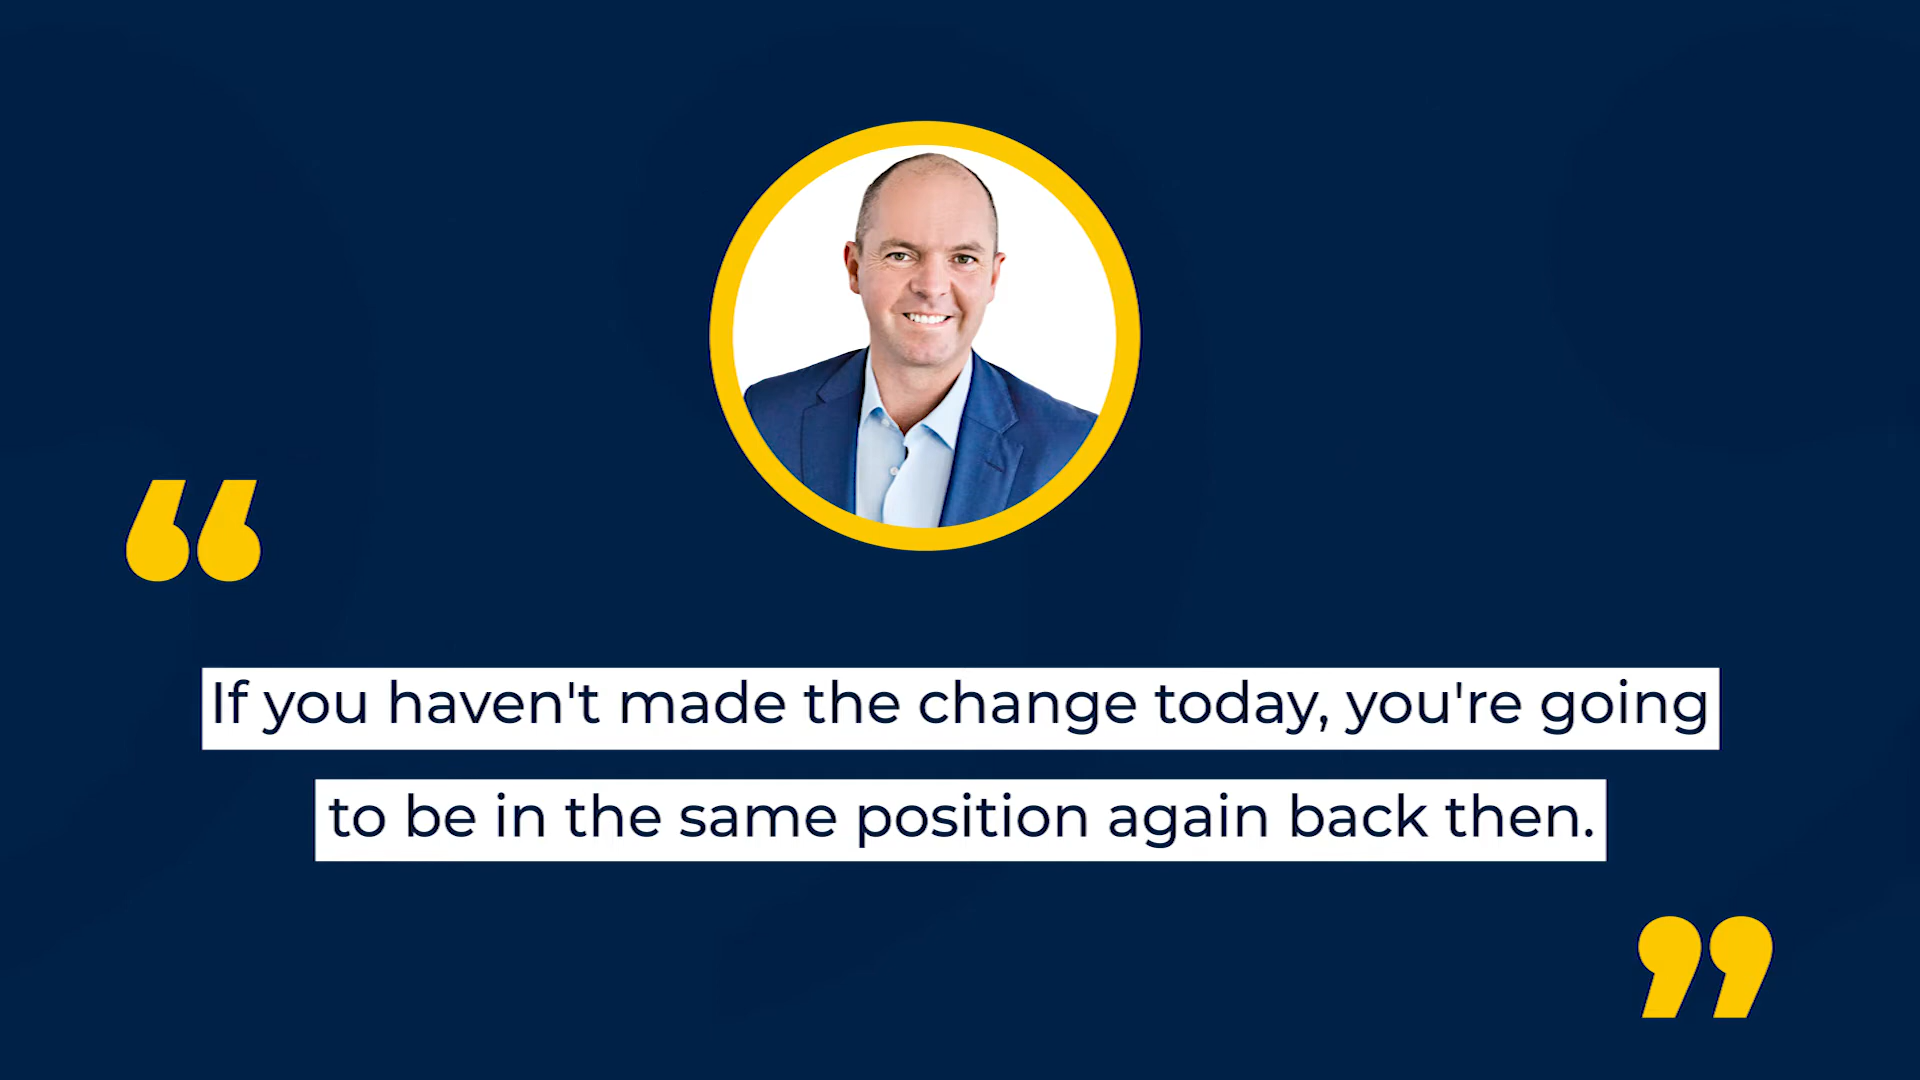 “
If you haven't made the change today, you're going
to be in the same position again back then.
”